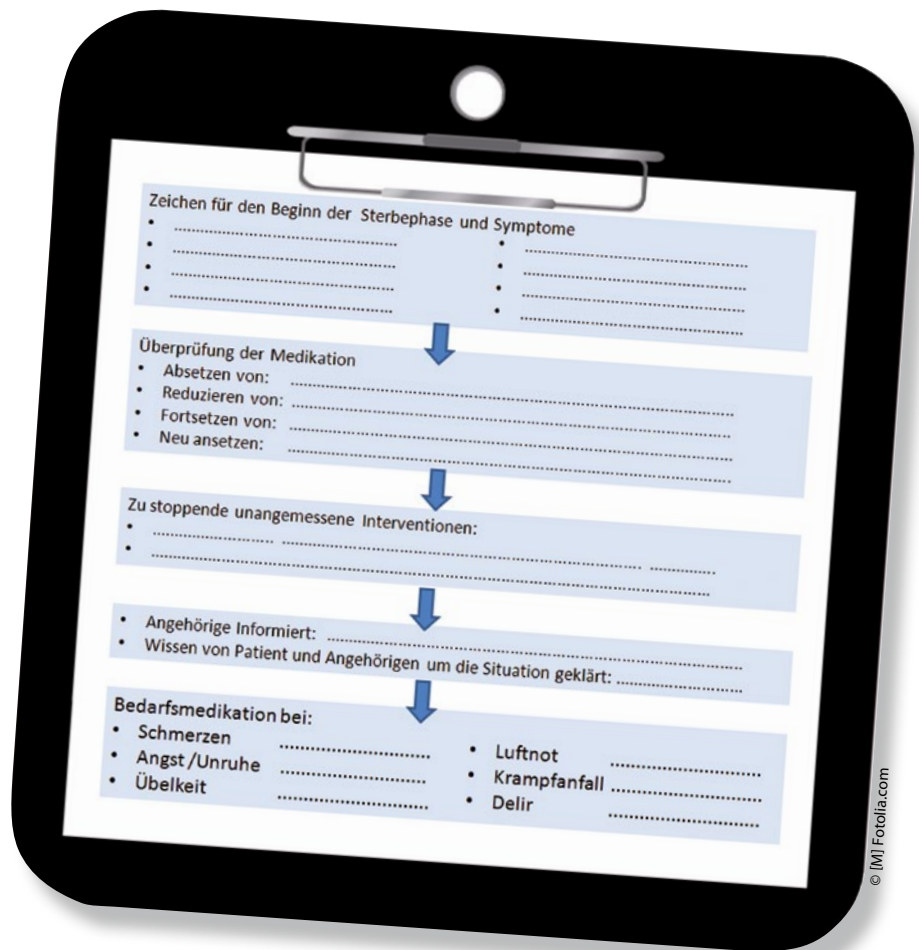 Zeichen für den Beginn der Sterbephase und Symptome
• ........................................ • ........................................
• ........................................ • ........................................
• ........................................ • ........................................
• ........................................ • ........................................
Überprüfung der Medikation
• Absetzen von: ........................................
• Reduzieren von: ........................................
• Fortsetzen von: ........................................
• Neu ansetzen: ........................................
Zu stoppende unangemessene Interventionen:
• ........................................
• ........................................
• Angehörige Informiert: ........................................
• Wissen von Patient und Angehörigen um die Situation geklärt: ....................
Bedarfsmedikation bei:
• Schmerzen .................... • Luftnot ....................
• Angst /Unruhe .................... • Krampfanfall ....................
• Übelkeit .................... • Delir ....................
© [M] Fotolia.com